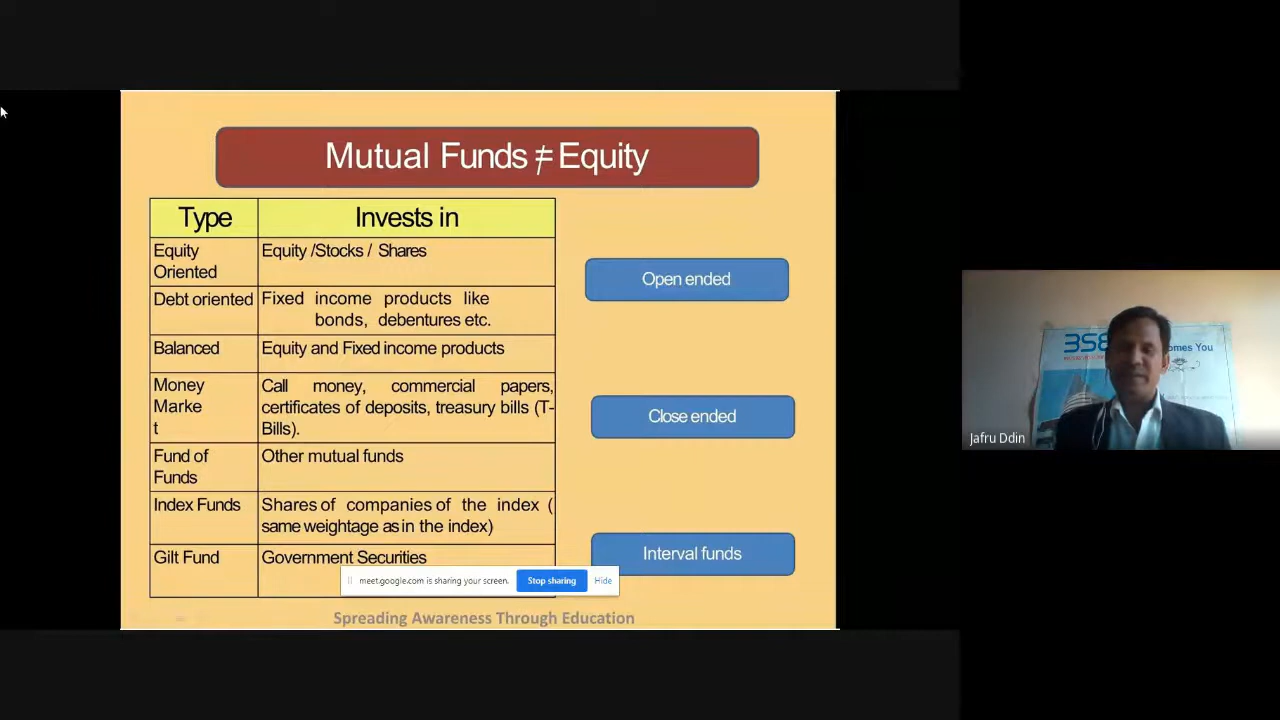 Mutual Funds ≠ Equity
Type Invests in
Equity
Oriented
Equity /Stocks / Shares
Debt oriented
Fixed income products like
bonds, debentures etc.
Balanced
Equity and Fixed income products
Money
Marke
t
Call money, commercial papers,
certificates of deposits, treasury bills (T-
Bills).
Fund of
Funds
Other mutual funds
Index Funds
Shares of companies of the index (
same weightage as in the index)
Gilt Fund
Government Securities
Open ended
Close ended
Interval funds
meet.google.com is sharing your screen. Stop sharing Hide
Spreading Awareness Through Education
omes You
Jafru Ddin